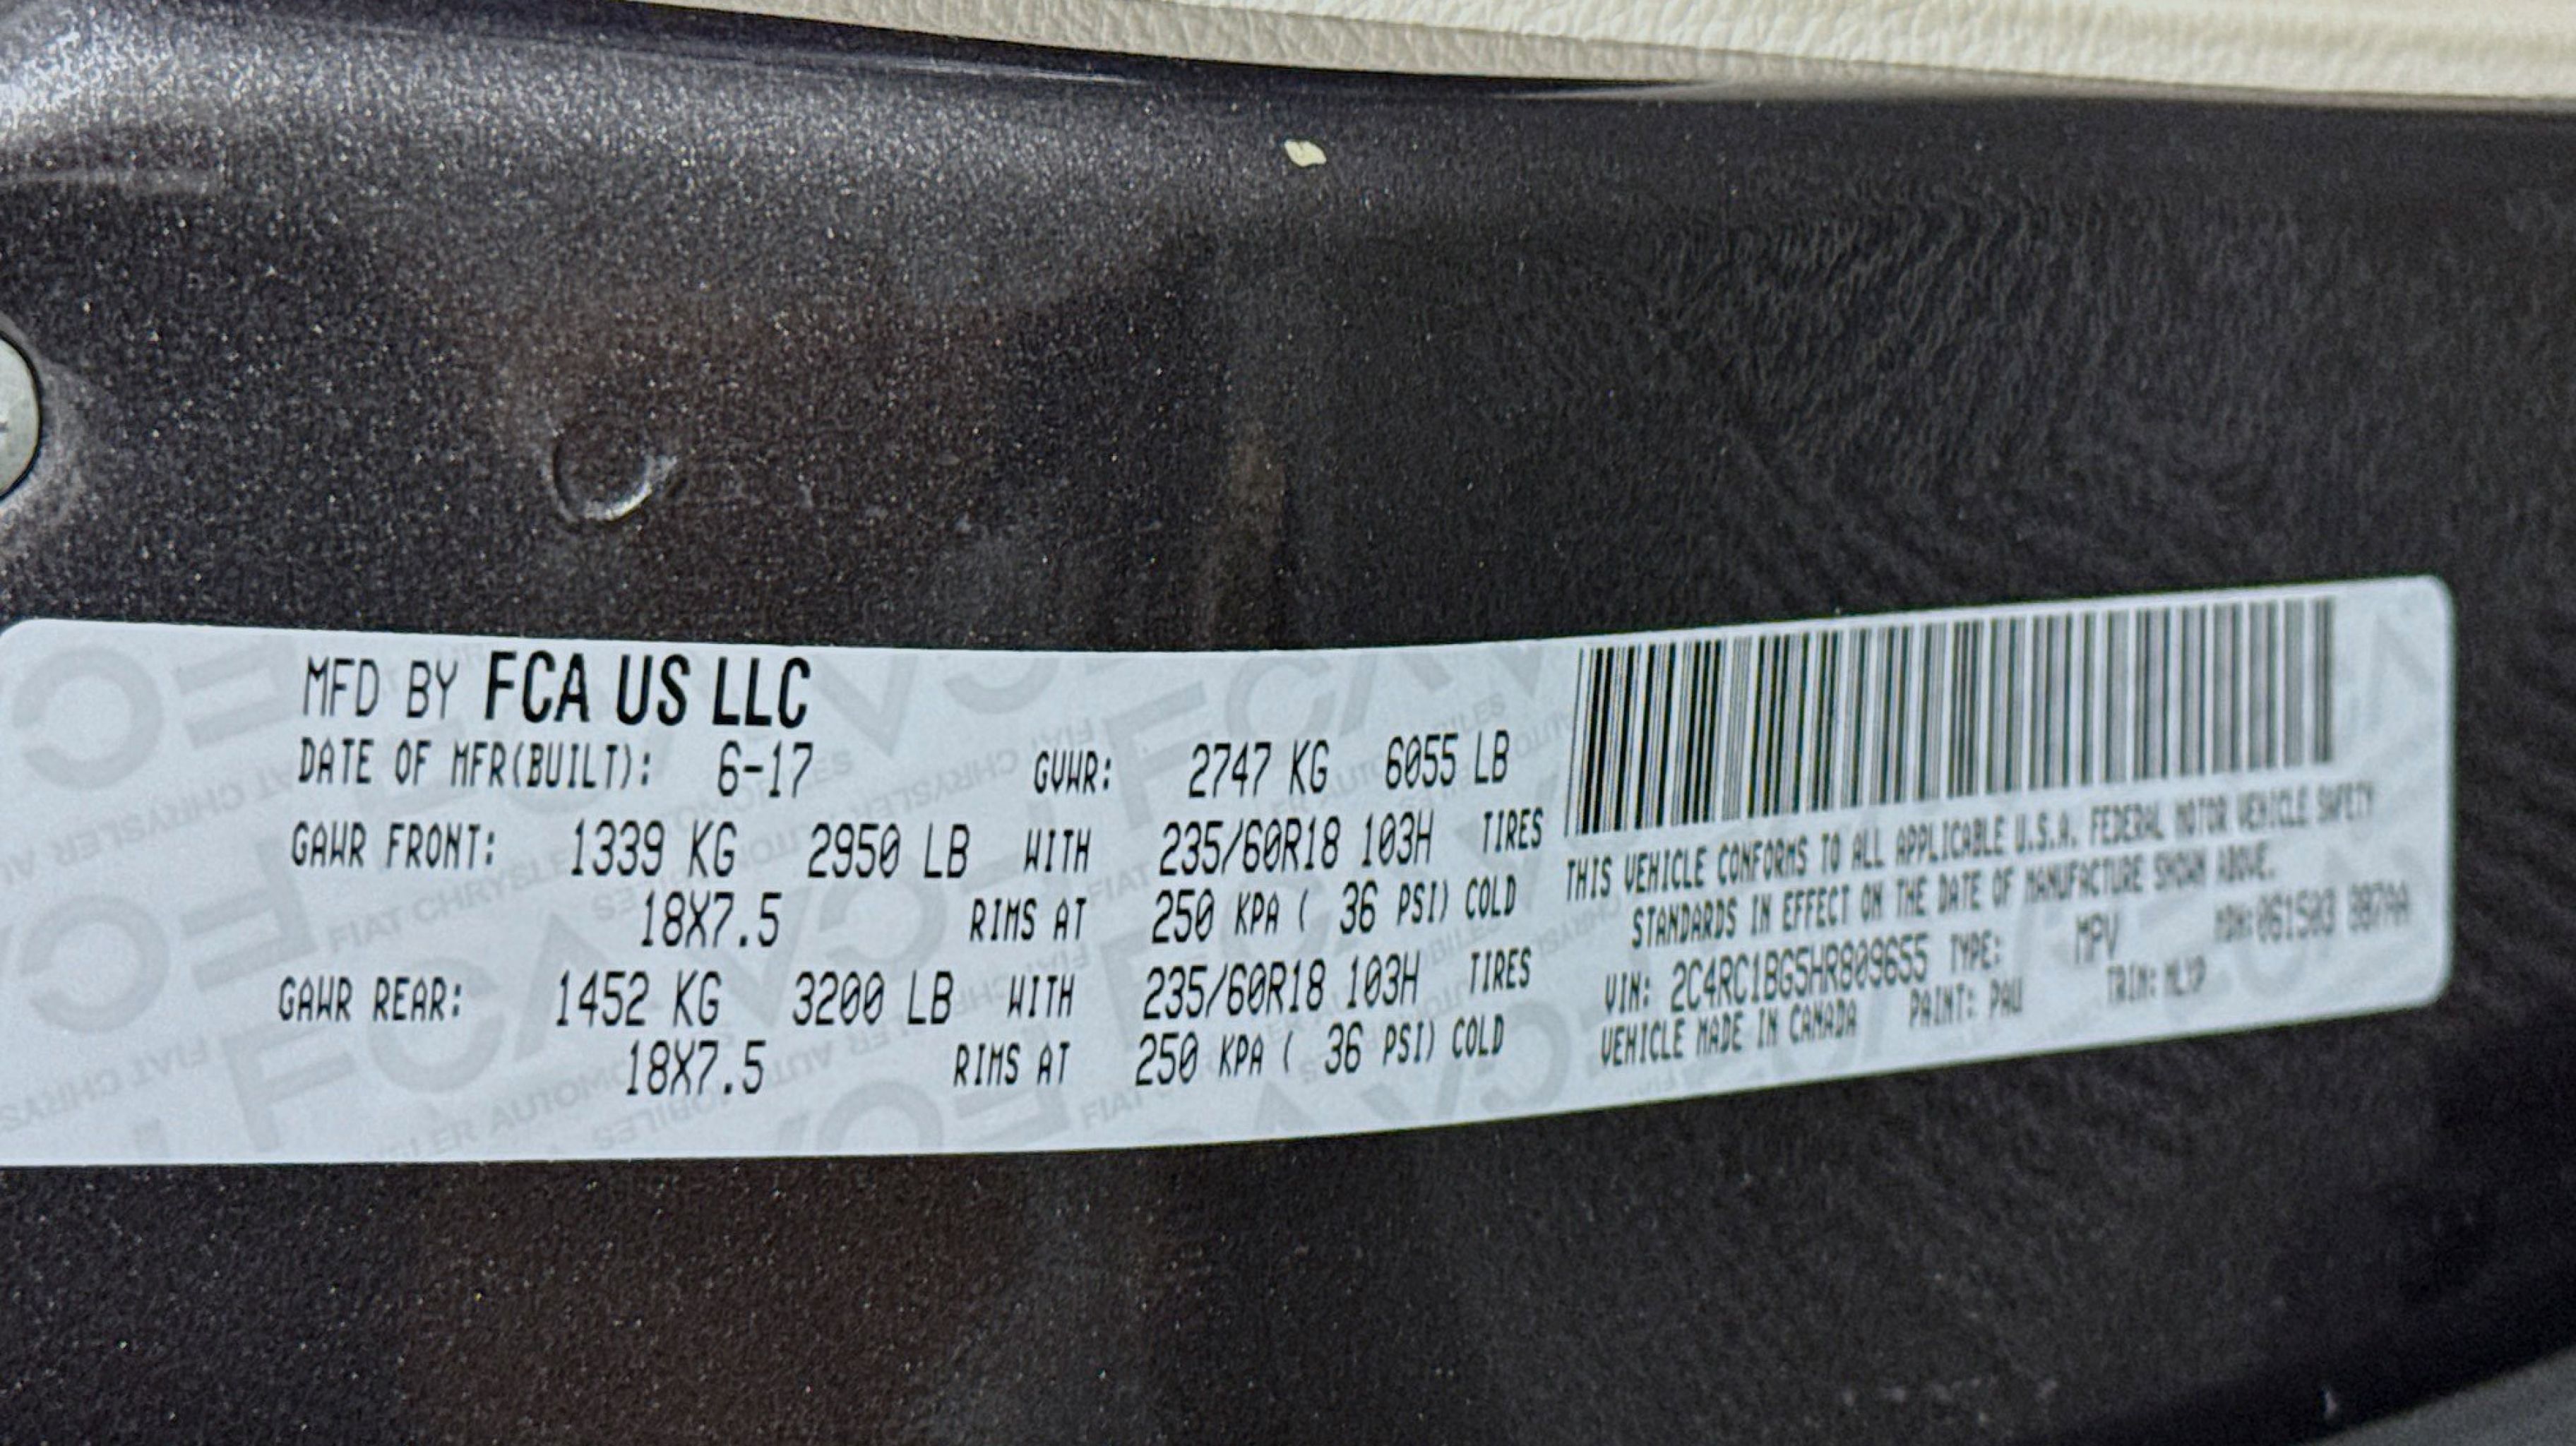 MFD BY FCA US LLC
DATE OF MFR(BUILT): 6-17 GVWR: 2747 KG 6055 LB
GAWR FRONT: 1339 KG 2950 LB WITH 235/60R18 103H TIRES
18X7.5 RIMS AT 250 KPA ( 36 PSI) COLD
GAWR REAR: 1452 KG 3200 LB WITH 235/60R18 103H TIRES
18X7.5 RIMS AT 250 KPA ( 36 PSI) COLD
THIS VEHICLE CONFORMS TO ALL APPLICABLE U.S.A. FEDERAL MOTOR VEHICLE SAFETY
STANDARDS IN EFFECT ON THE DATE OF MANUFACTURE SHOWN ABOVE.
VIN: 2C4RC1BG5HR809655 TYPE: MPV MDH:061503
VEHICLE MADE IN CANADA PAINT: PAU TRIM: